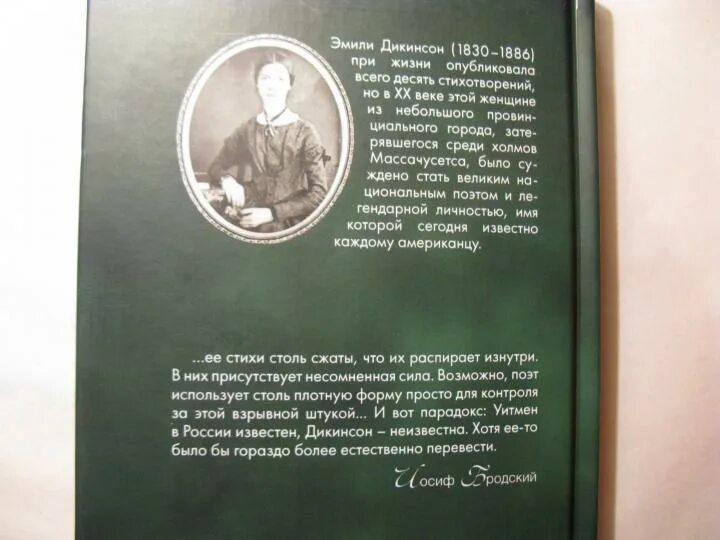 Эмили Дикинсон (1830–1886)
при жизни опубликовала
всего десять стихотворений,
но в XX веке этой женщине
из небольшого провин-
циального города, зате-
рявшегося среди холмов
Массачусетса, было су-
ждено стать великим на-
циональным поэтом и ле-
гендарной личностью, имя
которой сегодня известно
каждому американцу.
...ее стихи столь сжаты, что их распирает изнутри.
В них присутствует несомненная сила. Возможно, поэт
использует столь плотную форму просто для контроля
за этой взрывной штукой... И вот парадокс: Уитмен
в России известен, Дикинсон – неизвестна. Хотя ее-то
было бы гораздо более естественно перевести.
Иосиф Бродский